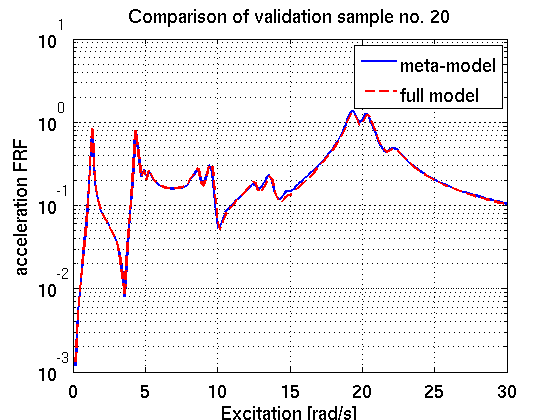 Comparison of validation sample no. 20
10^1
10^0
10^-1
10^-2
10^-3
acceleration FRF
meta-model
full model
0 5 10 15 20 25 30
Excitation [rad/s]